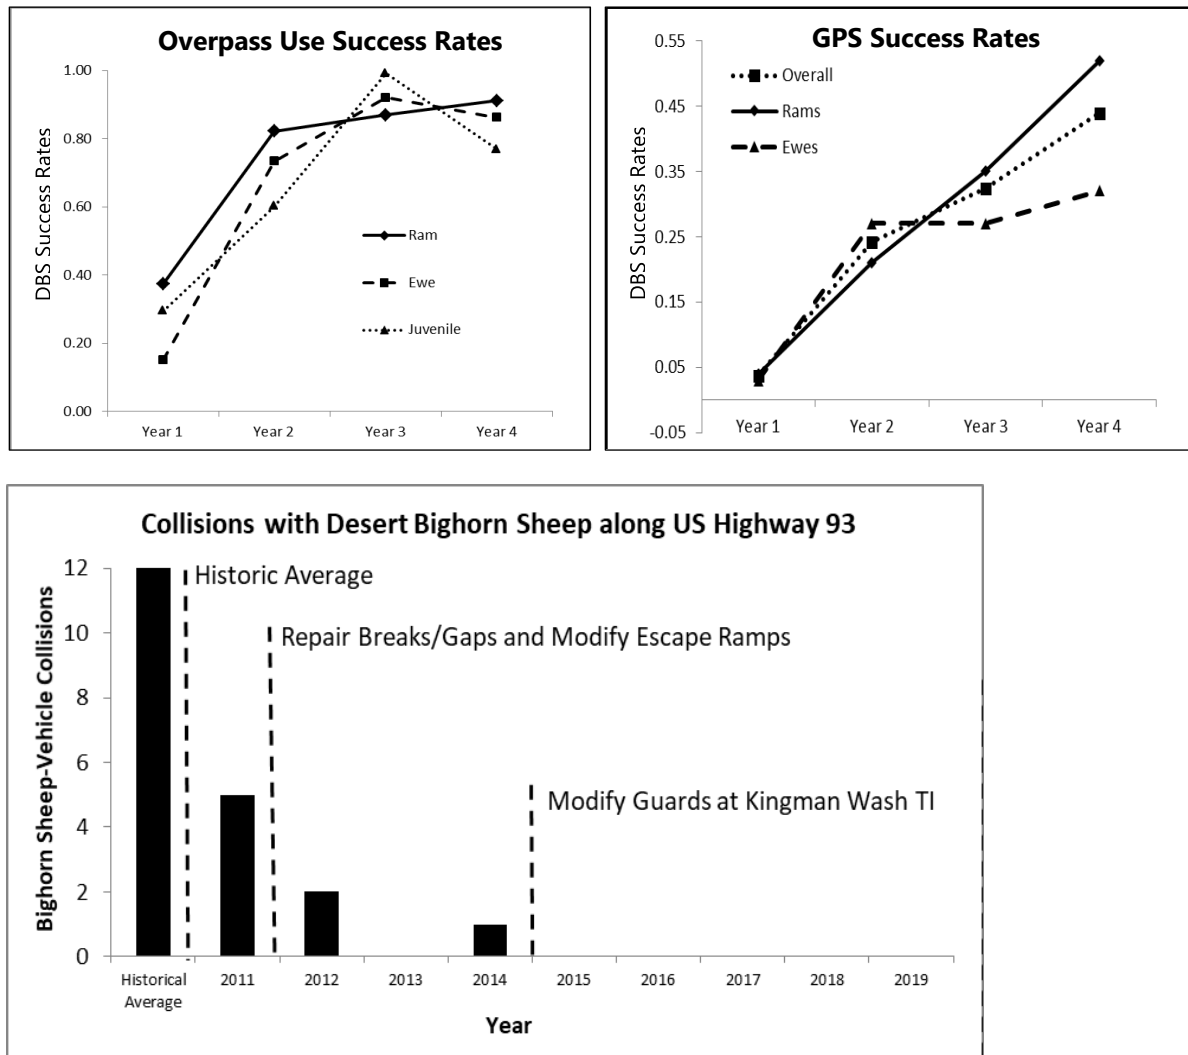 Overpass Use Success Rates
DBS Success Rates
1.00
0.80
0.60
0.40
0.20
0.00
Ram
Ewe
Juvenile
Year 1 Year 2 Year 3 Year 4
GPS Success Rates
DBS Success Rates
0.55
0.45
0.35
0.25
0.15
0.05
-0.05
Overall
Rams
Ewes
Year 1 Year 2 Year 3 Year 4
Collisions with Desert Bighorn Sheep along US Highway 93
Bighorn Sheep-Vehicle Collisions
12
10
8
6
4
2
0
Historic Average
Repair Breaks/Gaps and Modify Escape Ramps
Modify Guards at Kingman Wash TI
Historical 2011 2012 2013 2014 2015 2016 2017 2018 2019
Average
Year